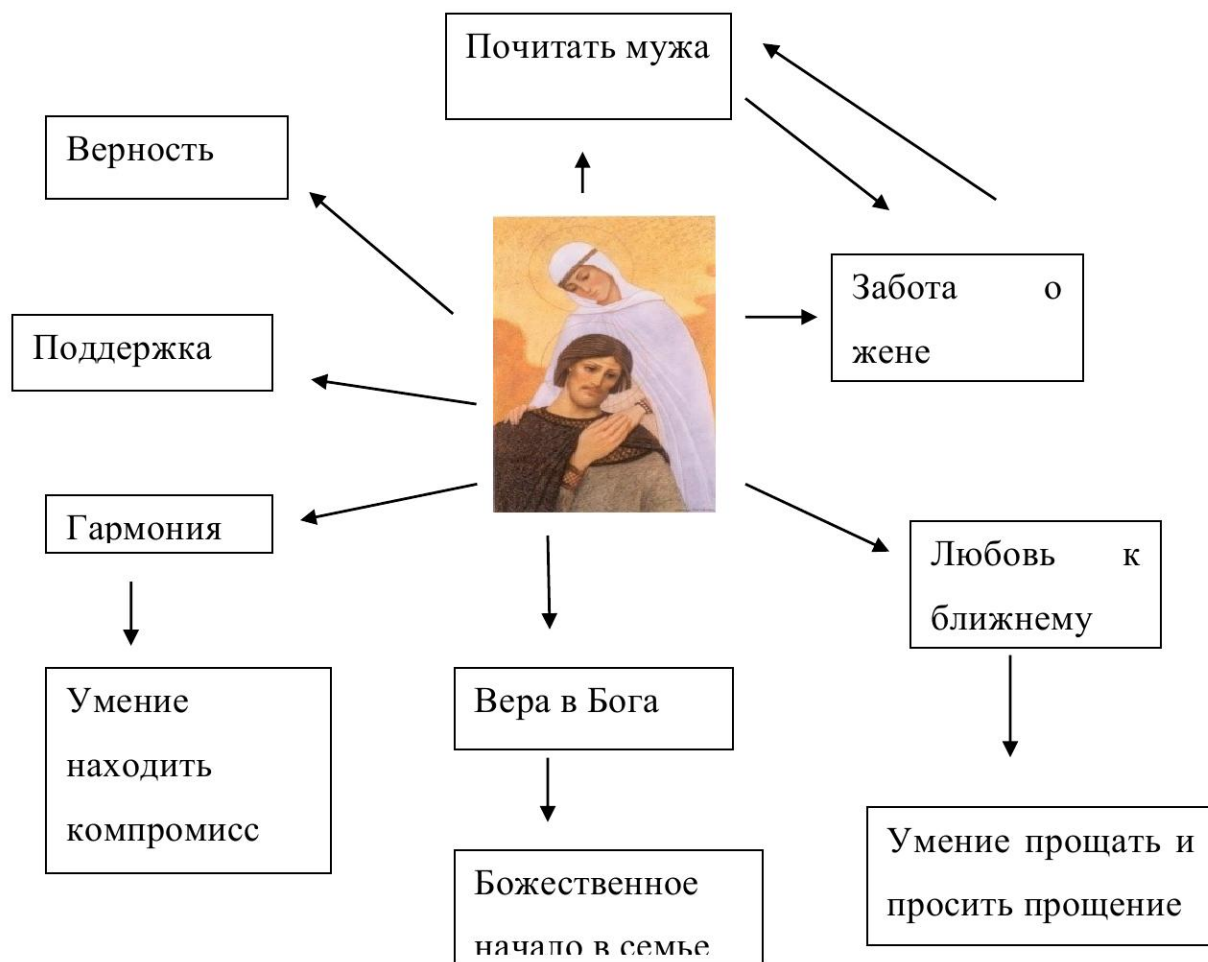 Почитать мужа
Верность
Забота о
жене
Поддержка
Гармония
Любовь к
ближнему
Умение
находить
компромисс
Вера в Бога
Умение прощать и
просить прощение
Божественное
начало в семье